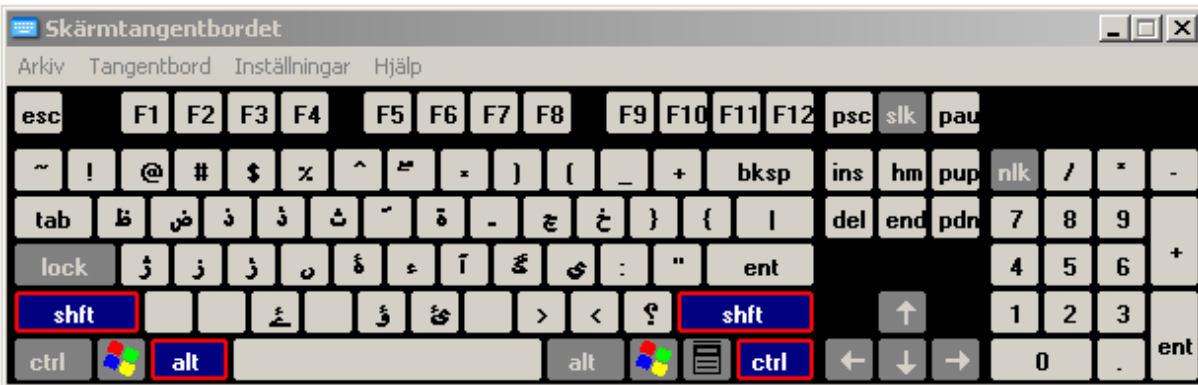 Skärmtangentbordet
Arkiv Tangentbord Inställningar Hjälp
esc F1 F2 F3 F4 F5 F6 F7 F8 F9 F10 F11 F12 psc slk pau
~ ! @ # $ % ^ * ) ( _ + bksp ins hm pup nlk / * -
tab ظ ض ذ ڎ ث ة - چ خ } { | del end pdn 7 8 9 +
lock ژ ز ن ء آ گ ی : " ent 4 5 6
shft ؤ ئ > < ؟ shft ↑ 1 2 3 ent
ctrl alt alt ctrl ← ↓ → 0 .